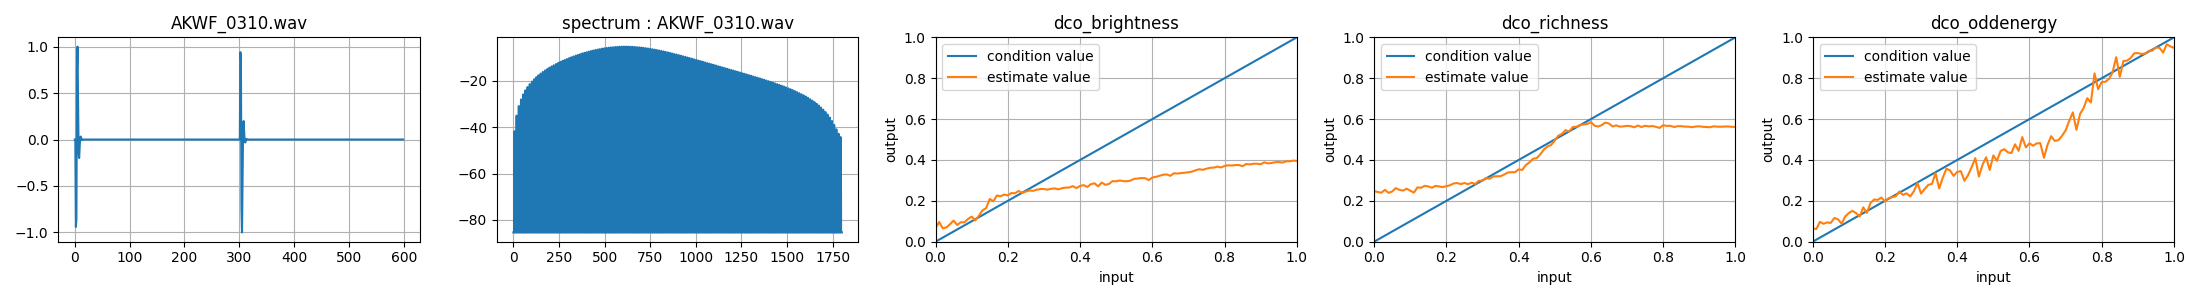 AKWF_0310.wav
1.0
0.5
0.0
−0.5
−1.0
0 100 200 300 400 500 600
spectrum : AKWF_0310.wav
−20
−40
−60
−80
0 250 500 750 1000 1250 1500 1750
dco_brightness
condition value
estimate value
output
1.0
0.8
0.6
0.4
0.2
0.0
0.0 0.2 0.4 0.6 0.8 1.0
input
dco_richness
condition value
estimate value
output
1.0
0.8
0.6
0.4
0.2
0.0
0.0 0.2 0.4 0.6 0.8 1.0
input
dco_oddenergy
condition value
estimate value
output
1.0
0.8
0.6
0.4
0.2
0.0
0.0 0.2 0.4 0.6 0.8 1.0
input